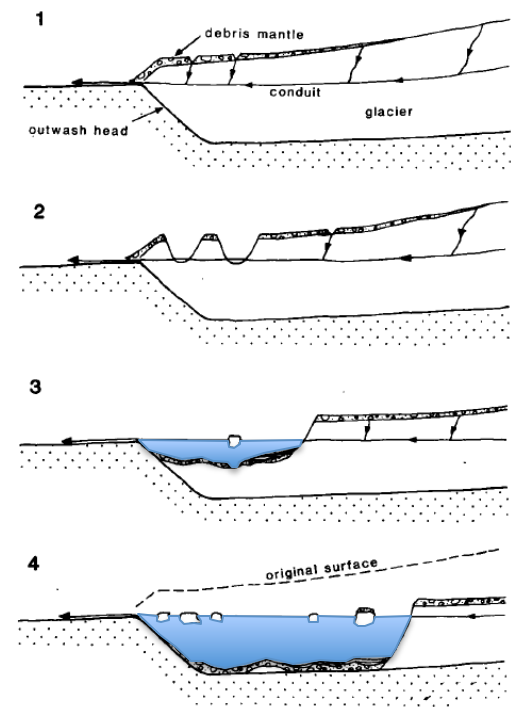 1
debris mantle
conduit
glacier
outwash head
2
3
4
original surface